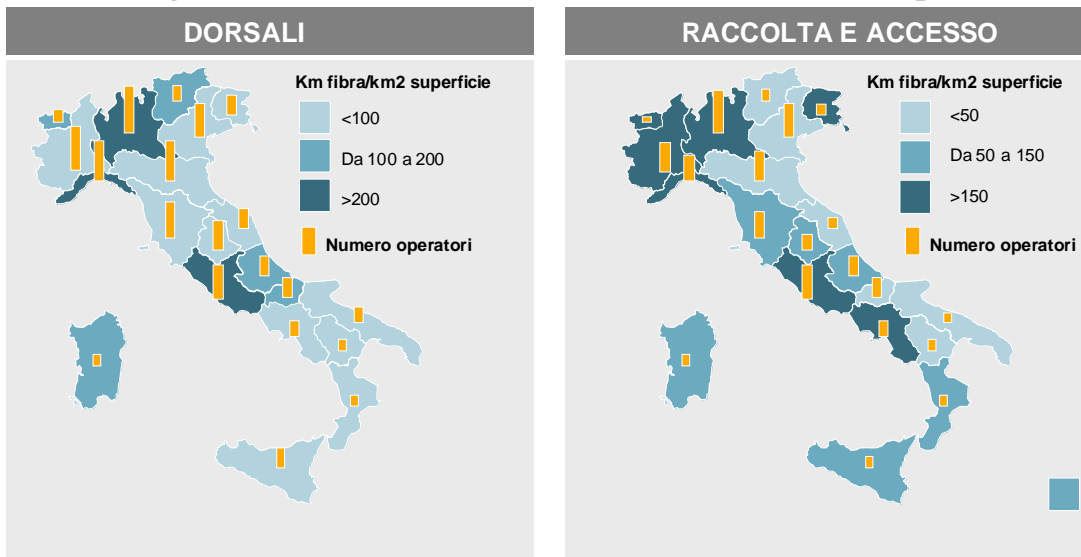 DORSALI
Km fibra/km2 superficie
<100
Da 100 a 200
>200
Numero operatori
RACCOLTA E ACCESSO
Km fibra/km2 superficie
<50
Da 50 a 150
>150
Numero operatori